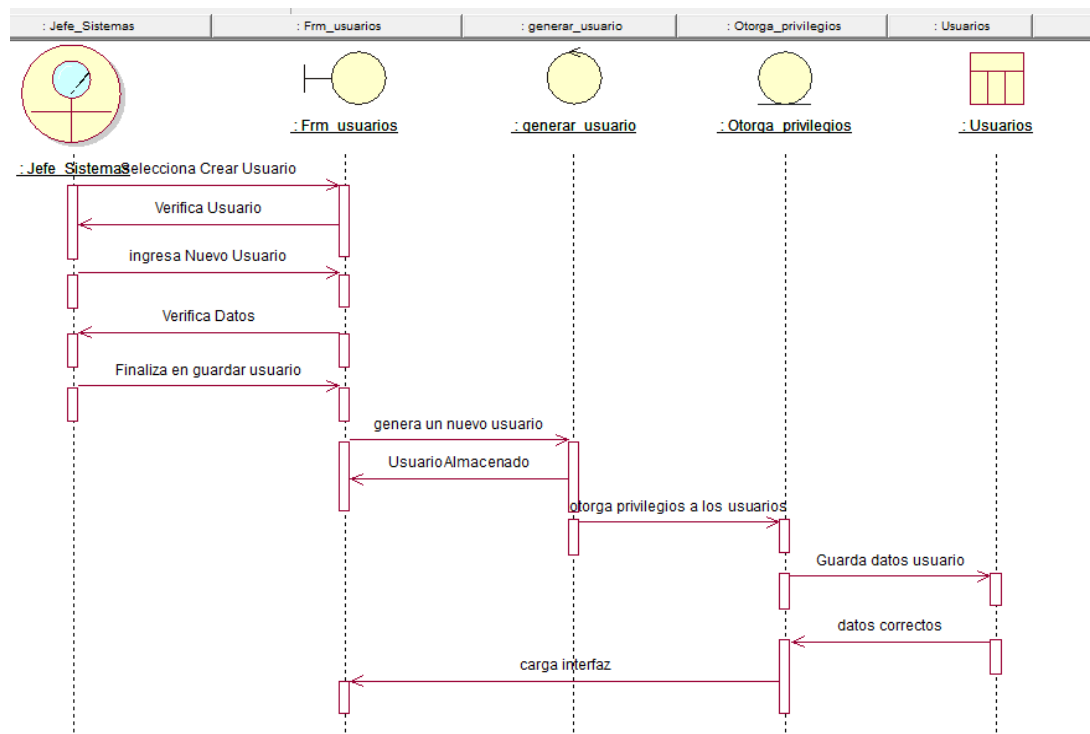 : Jefe_Sistemas
: Frm_usuarios
: generar_usuario
: Otorga_privilegios
: Usuarios
: Frm_usuarios
: generar_usuario
: Otorga_privilegios
: Usuarios
: Jefe_Sistemas
Selecciona Crear Usuario
Verifica Usuario
ingresa Nuevo Usuario
Verifica Datos
Finaliza en guardar usuario
genera un nuevo usuario
UsuarioAlmacenado
otorga privilegios a los usuarios
Guarda datos usuario
datos correctos
carga interfaz